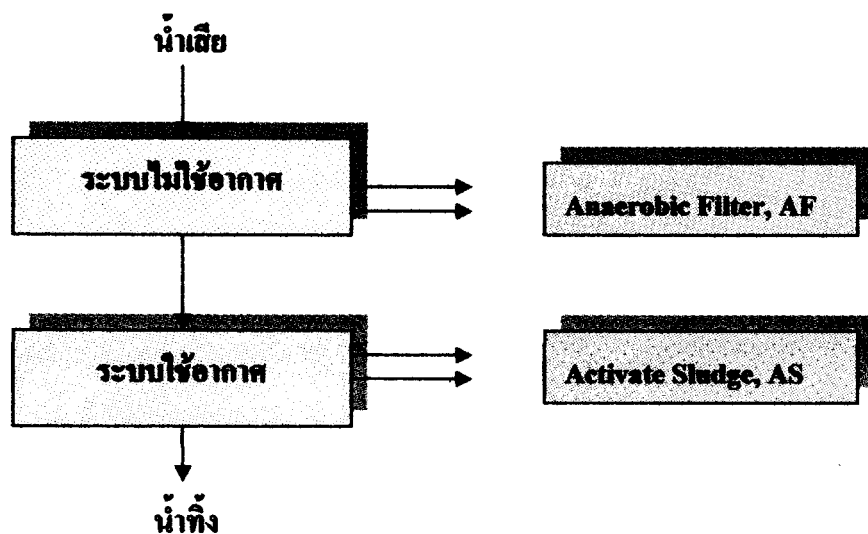 น้ำเสีย
ระบบไม่ใช้อากาศ
Anaerobic Filter, AF
ระบบใช้อากาศ
Activate Sludge, AS
น้ำทิ้ง